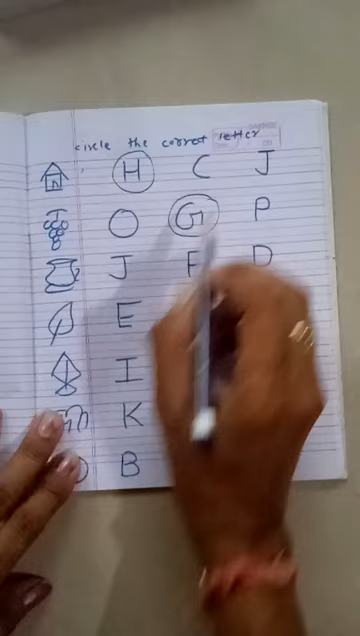 circle the correct letter
H C J
O G P
J F D
E
I
K
B